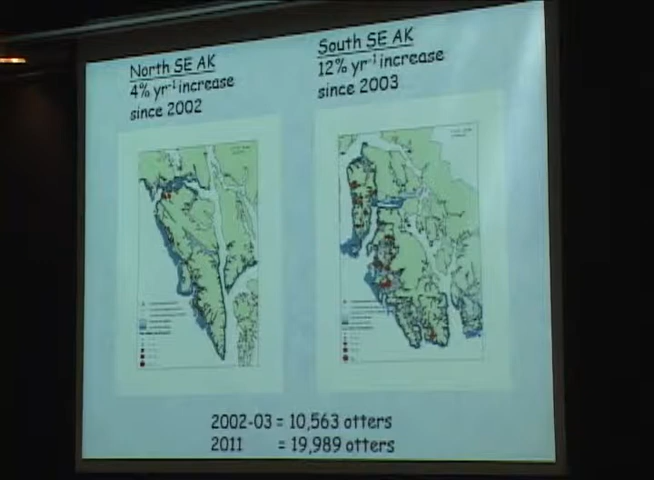 North SE AK
4% yr-1 increase
since 2002
South SE AK
12% yr-1 increase
since 2003
2002-03 = 10,563 otters
2011 = 19,989 otters